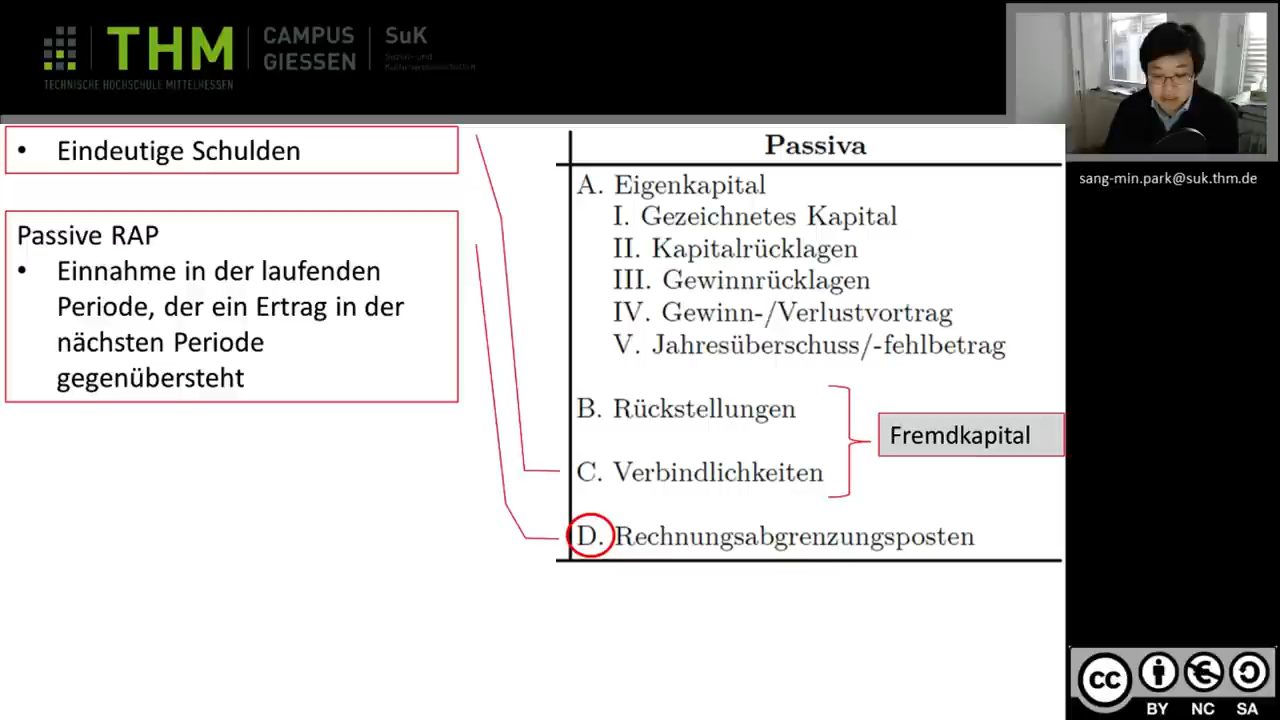 THM
CAMPUS
GIESSEN
SuK
TECHNISCHE HOCHSCHULE MITTELHESSEN
sang-min.park@suk.thm.de
• Eindeutige Schulden
Passive RAP
• Einnahme in der laufenden
Periode, der ein Ertrag in der
nächsten Periode
gegenübersteht
Passiva
A. Eigenkapital
I. Gezeichnetes Kapital
II. Kapitalrücklagen
III. Gewinnrücklagen
IV. Gewinn-/Verlustvortrag
V. Jahresüberschuss/-fehlbetrag
B. Rückstellungen
C. Verbindlichkeiten
D. Rechnungsabgrenzungsposten
Fremdkapital
cc
BY NC SA